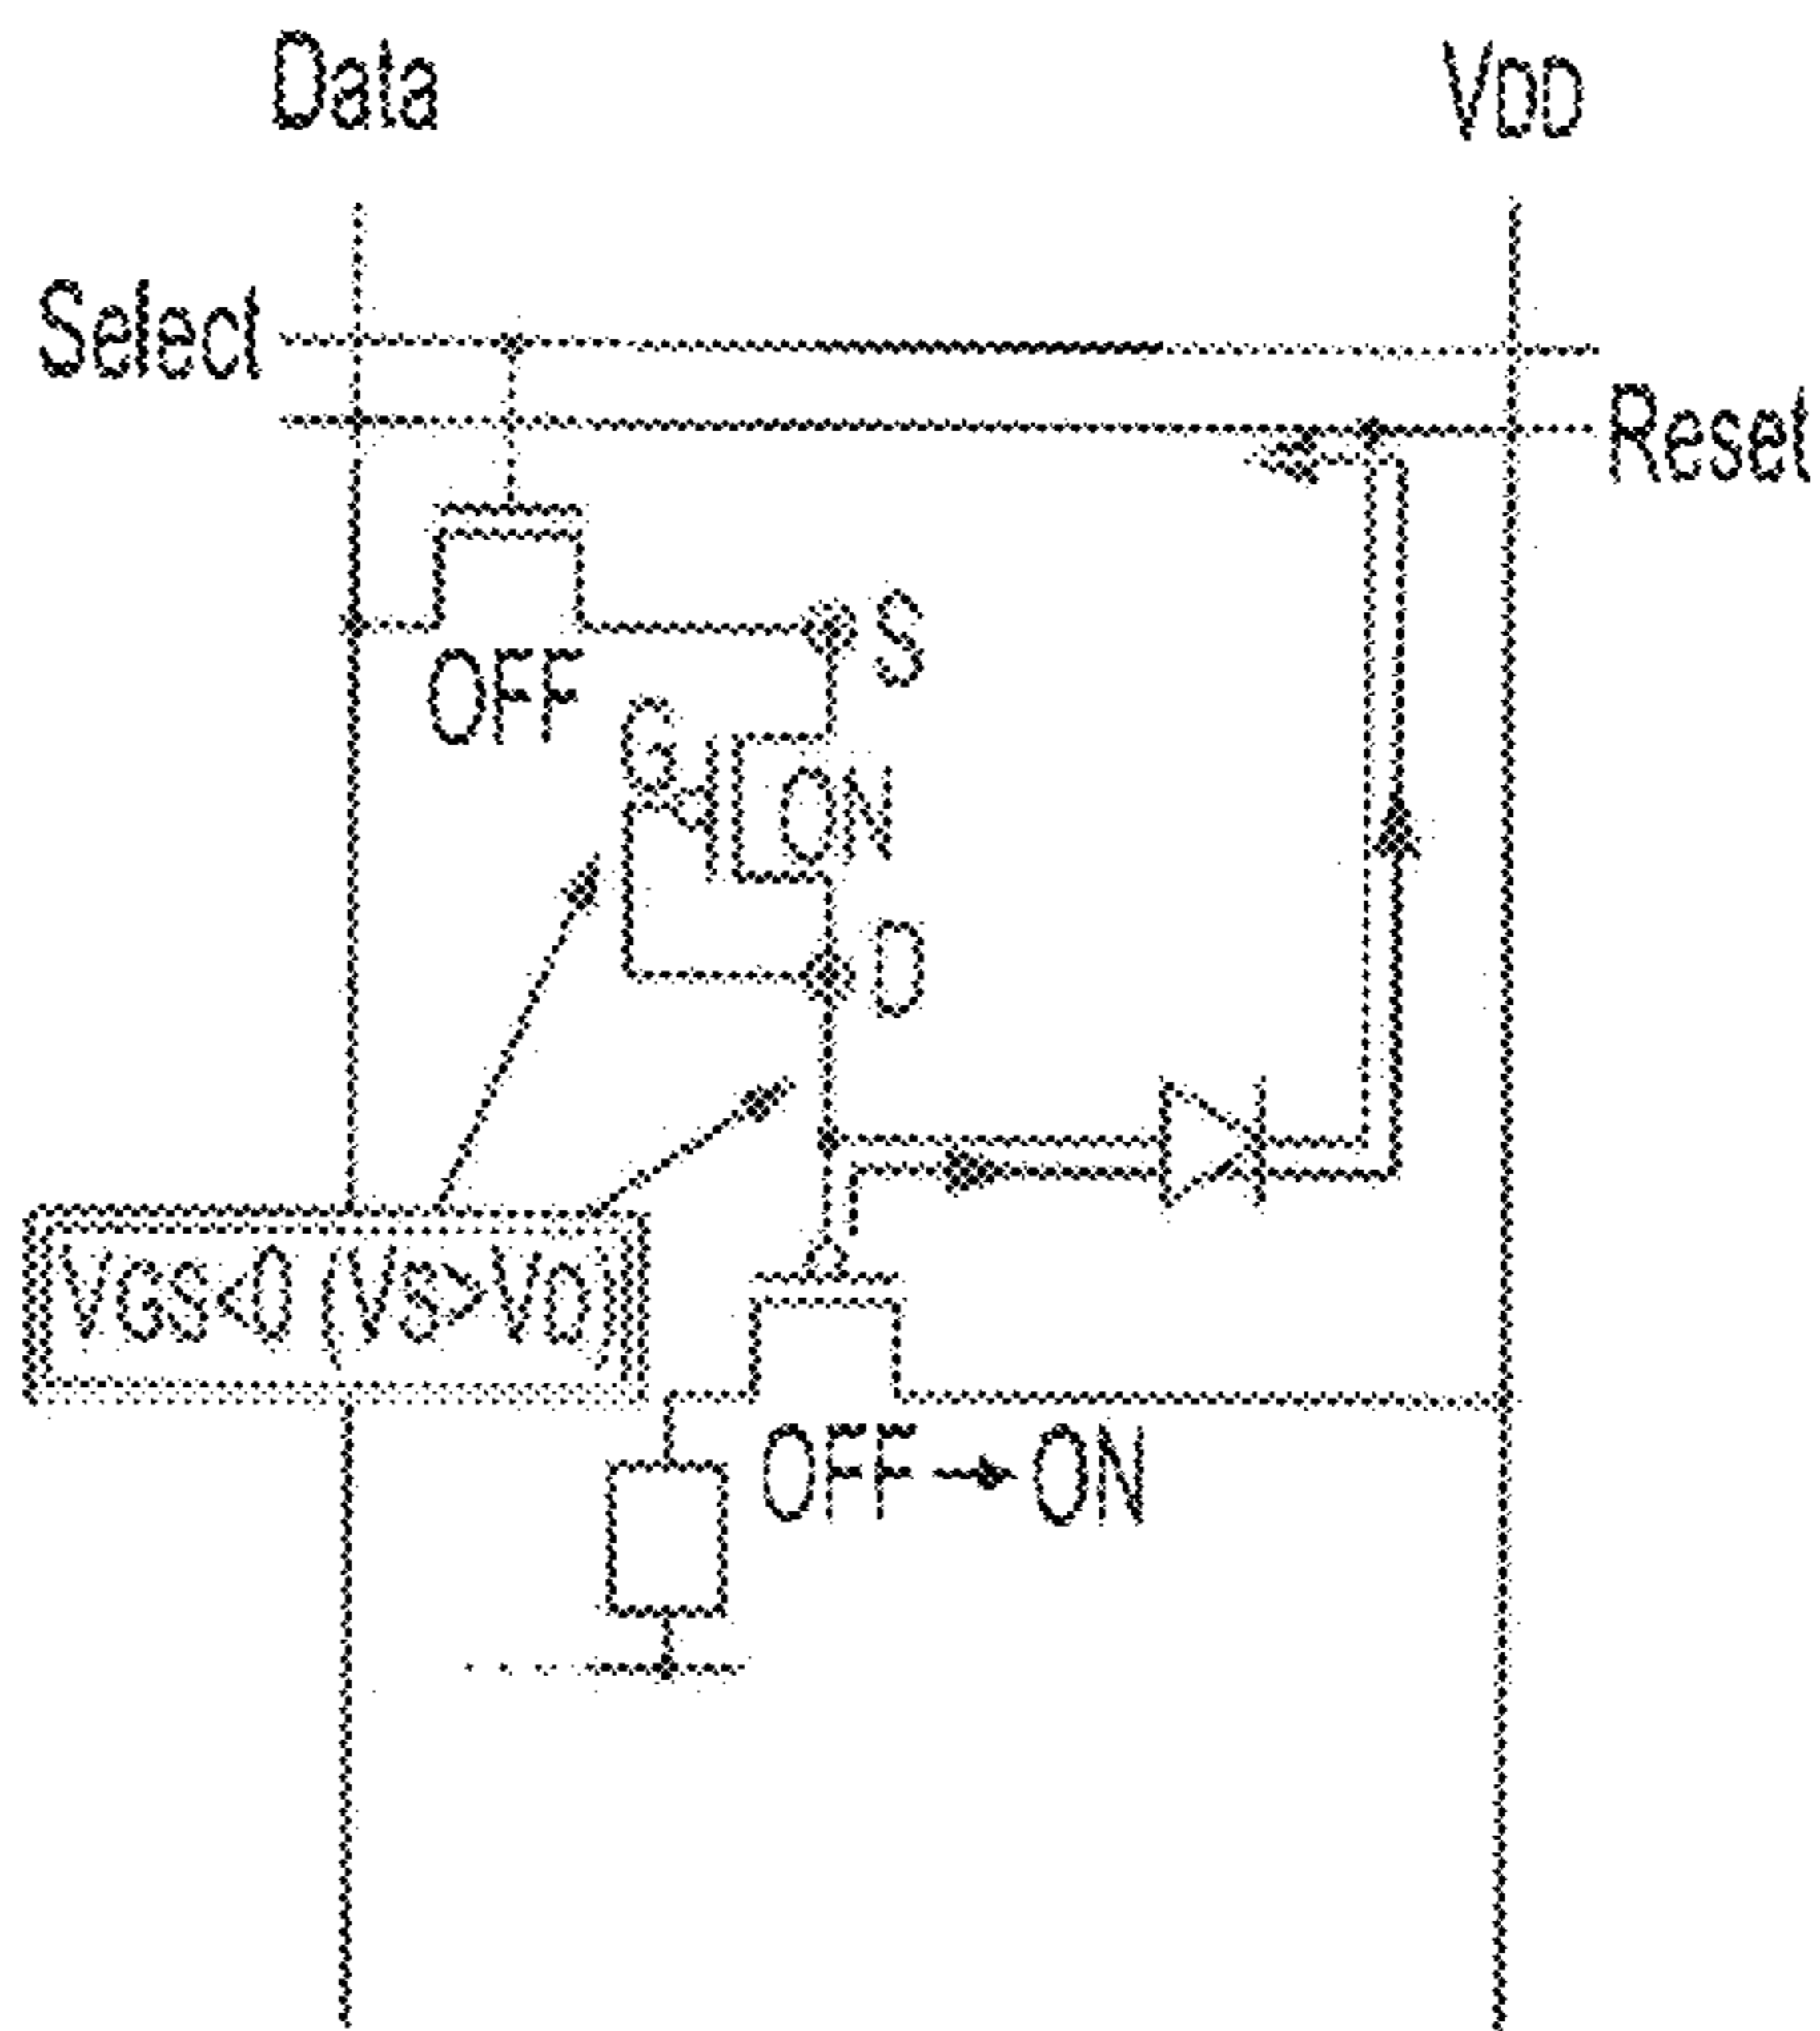 Data
VDD
Select
Reset
S
OFF
G
ON
D
VGS<0 (VS>VD)
OFF→ON